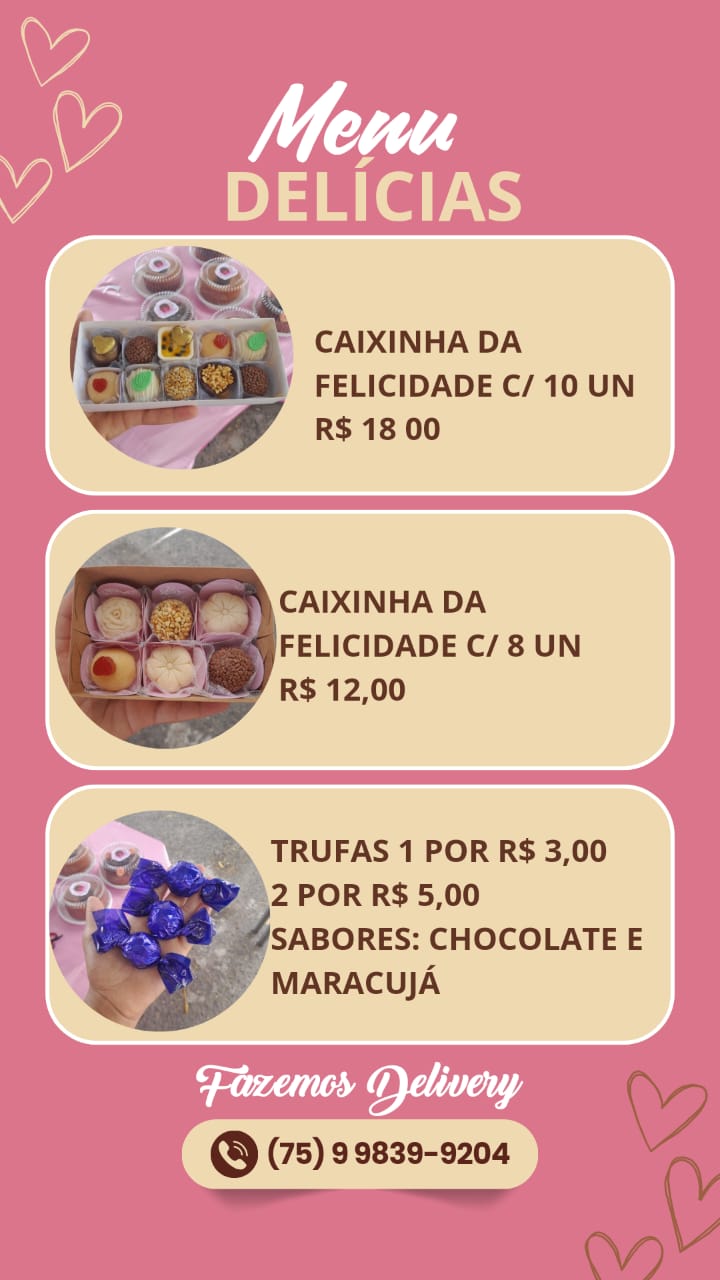 Menu
DELÍCIAS
CAIXINHA DA
FELICIDADE C/ 10 UN
R$ 18 00
CAIXINHA DA
FELICIDADE C/ 8 UN
R$ 12,00
TRUFAS 1 POR R$ 3,00
2 POR R$ 5,00
SABORES: CHOCOLATE E
MARACUJÁ
Fazemos Delivery
(75) 9 9839-9204